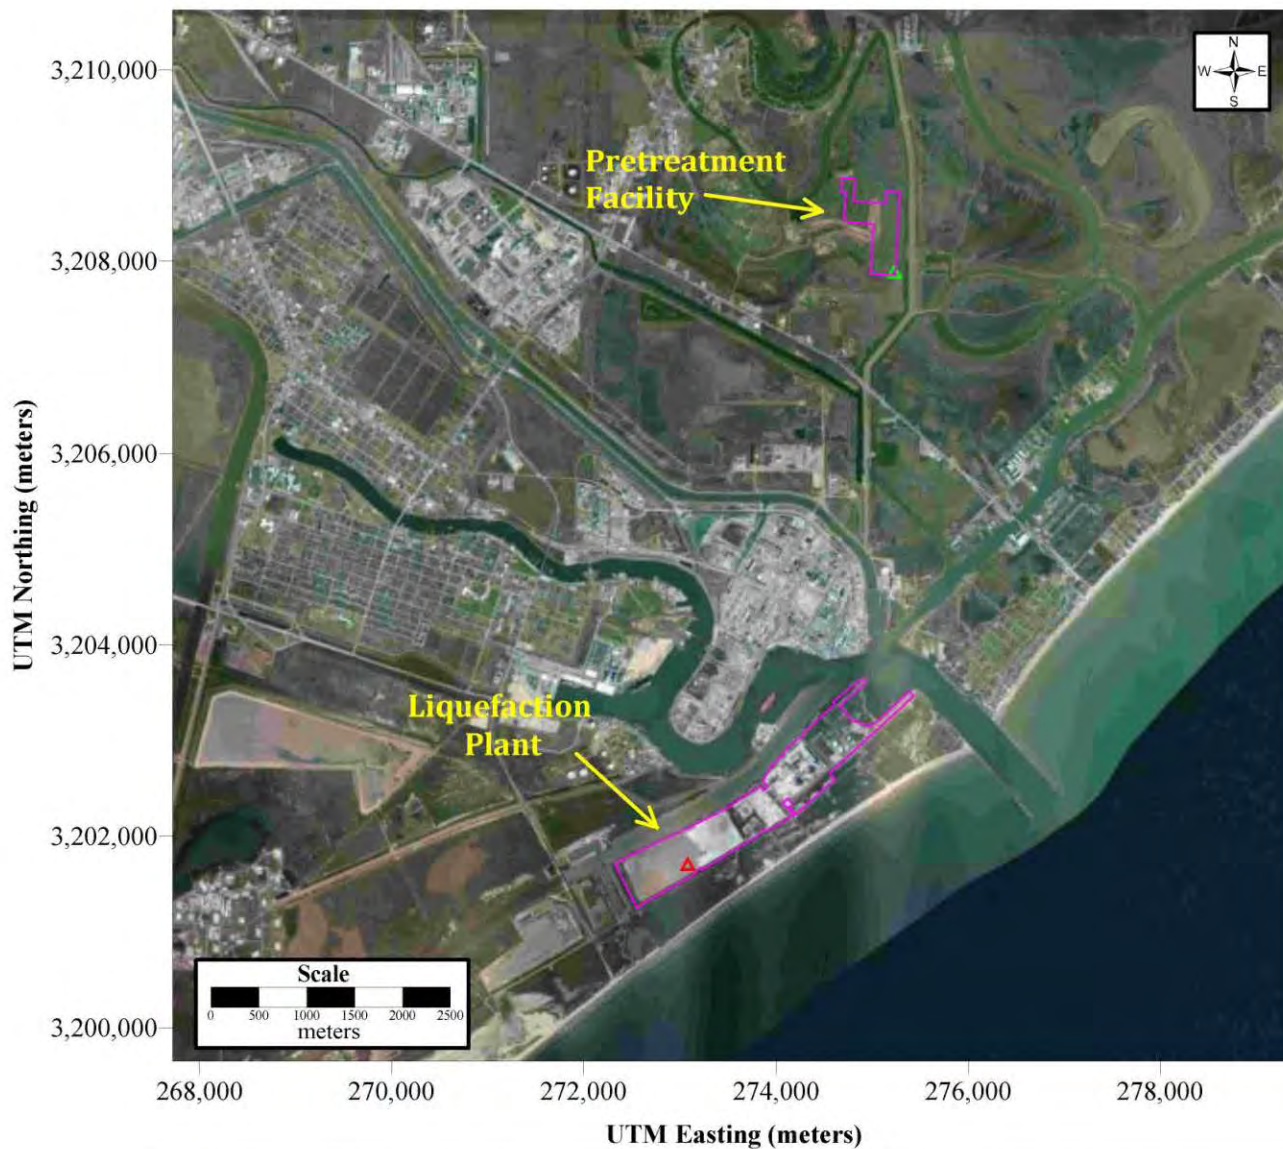 3,210,000
3,208,000
3,206,000
3,204,000
3,202,000
3,200,000
UTM Northing (meters)
N
W E
S
Pretreatment
Facility
Liquefaction
Plant
Scale
0 500 1000 1500 2000 2500
meters
268,000 270,000 272,000 274,000 276,000 278,000
UTM Easting (meters)